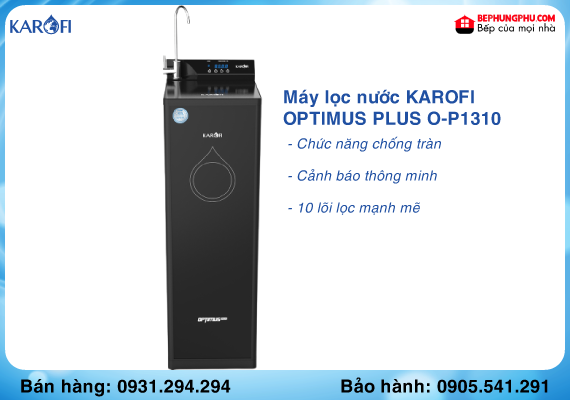 KAROFI
BEPHUNGPHU.COM
Bếp của mọi nhà
KAROFI
KAROFI
Máy lọc nước KAROFI
OPTIMUS PLUS O-P1310
- Chức năng chống tràn
- Cảnh báo thông minh
- 10 lõi lọc mạnh mẽ
OPTIMUS
Bán hàng: 0931.294.294
Bảo hành: 0905.541.291